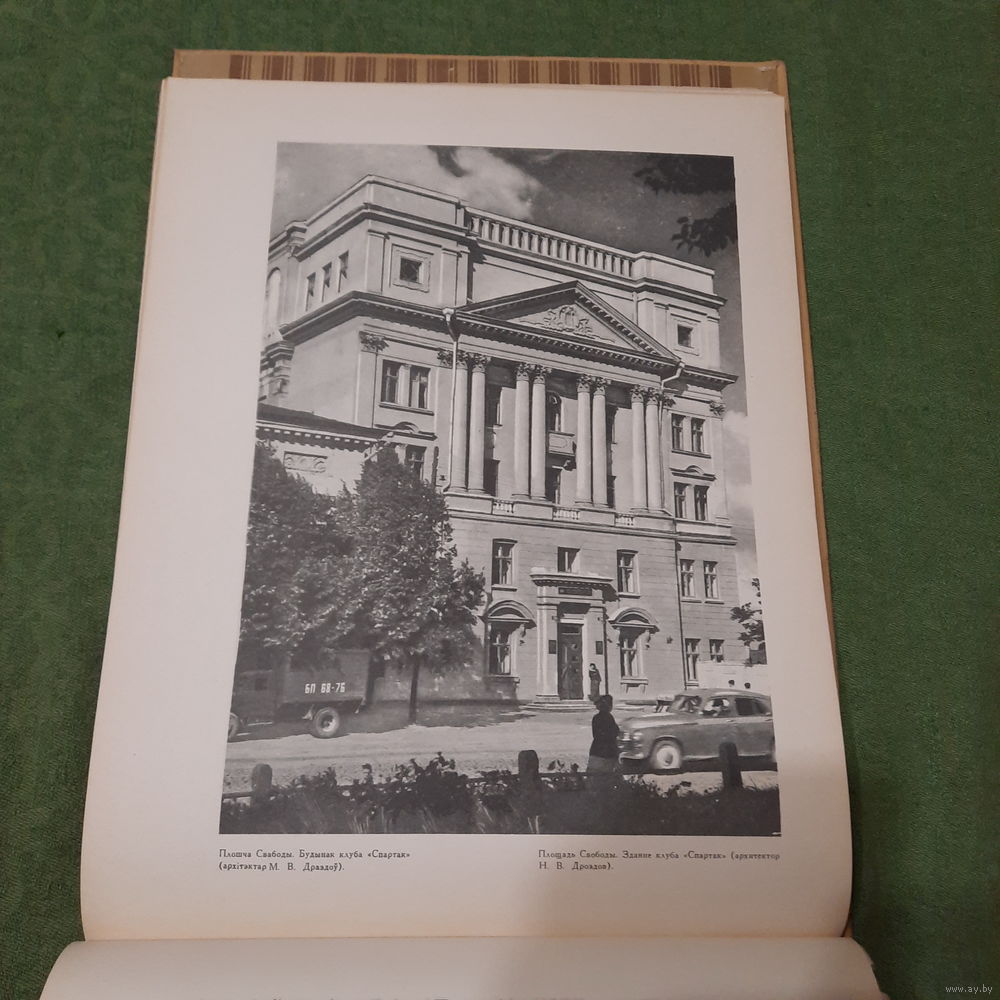 БП 68-76
Плошча Свабоды. Будынак клуба «Спартак»
(архітэктар М. В. Драздоў).
Площадь Свободы. Здание клуба «Спартак» (архитектор
Н. В. Дроздов).
www.ay.by